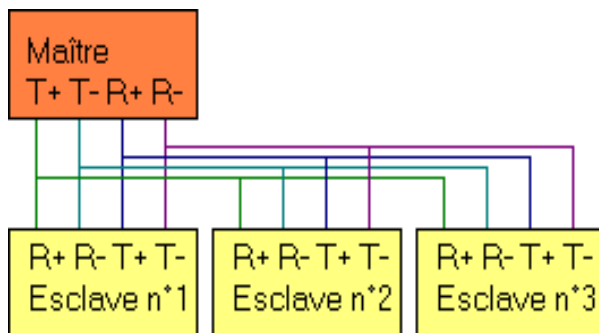 Maître
T+ T- R+ R-
R+ R- T+ T-
Esclave n°1
R+ R- T+ T-
Esclave n°2
R+ R- T+ T-
Esclave n°3